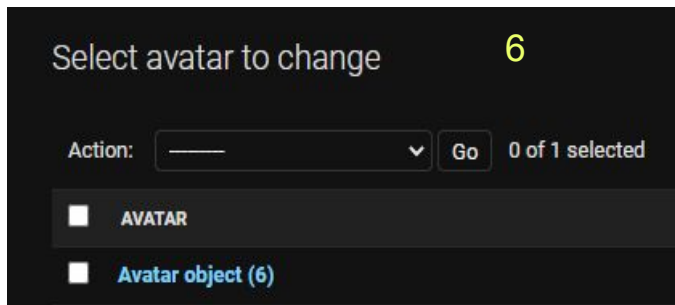 Select avatar to change 6
Action: --------- Go 0 of 1 selected
AVATAR
Avatar object (6)